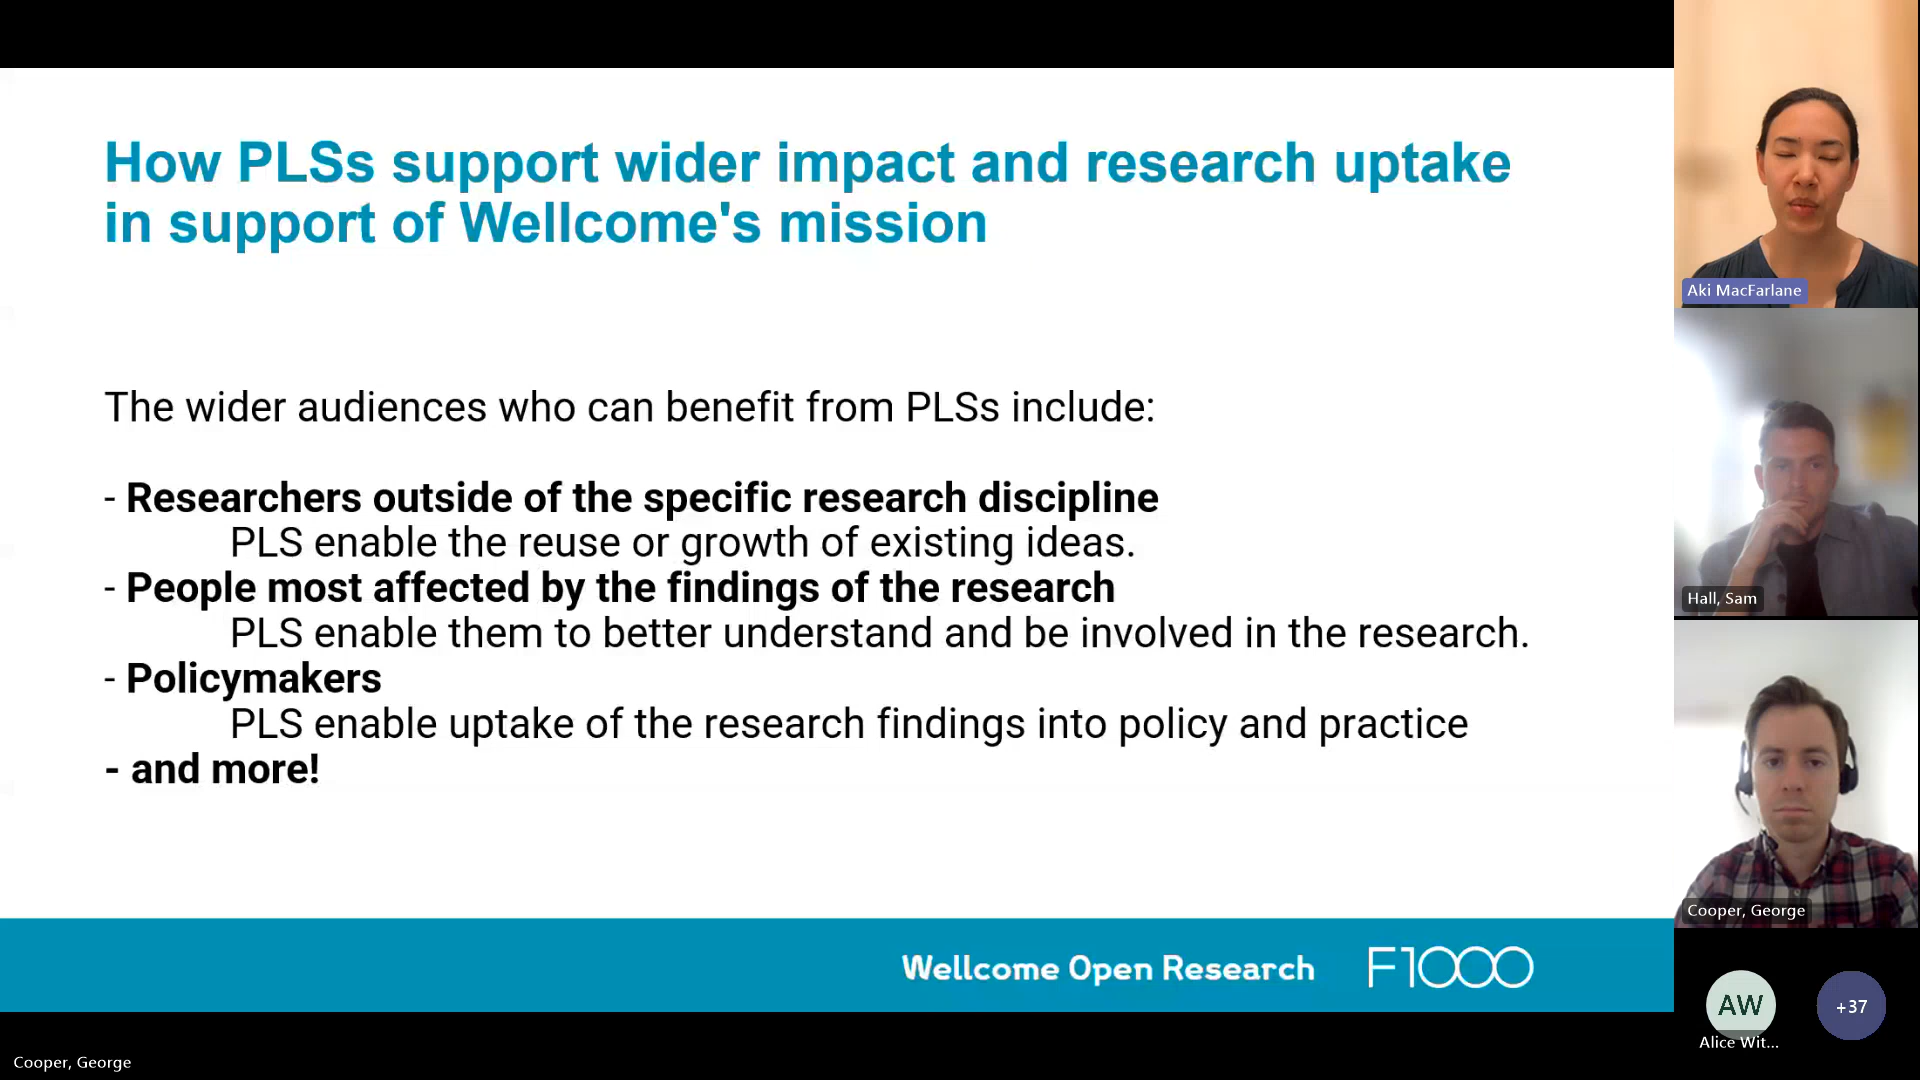 How PLSs support wider impact and research uptake
in support of Wellcome's mission
The wider audiences who can benefit from PLSs include:
- Researchers outside of the specific research discipline
PLS enable the reuse or growth of existing ideas.
- People most affected by the findings of the research
PLS enable them to better understand and be involved in the research.
- Policymakers
PLS enable uptake of the research findings into policy and practice
- and more!
Wellcome Open Research
F1000
Cooper, George
Aki MacFarlane
Hall, Sam
Cooper, George
AW
+37
Alice Wit...